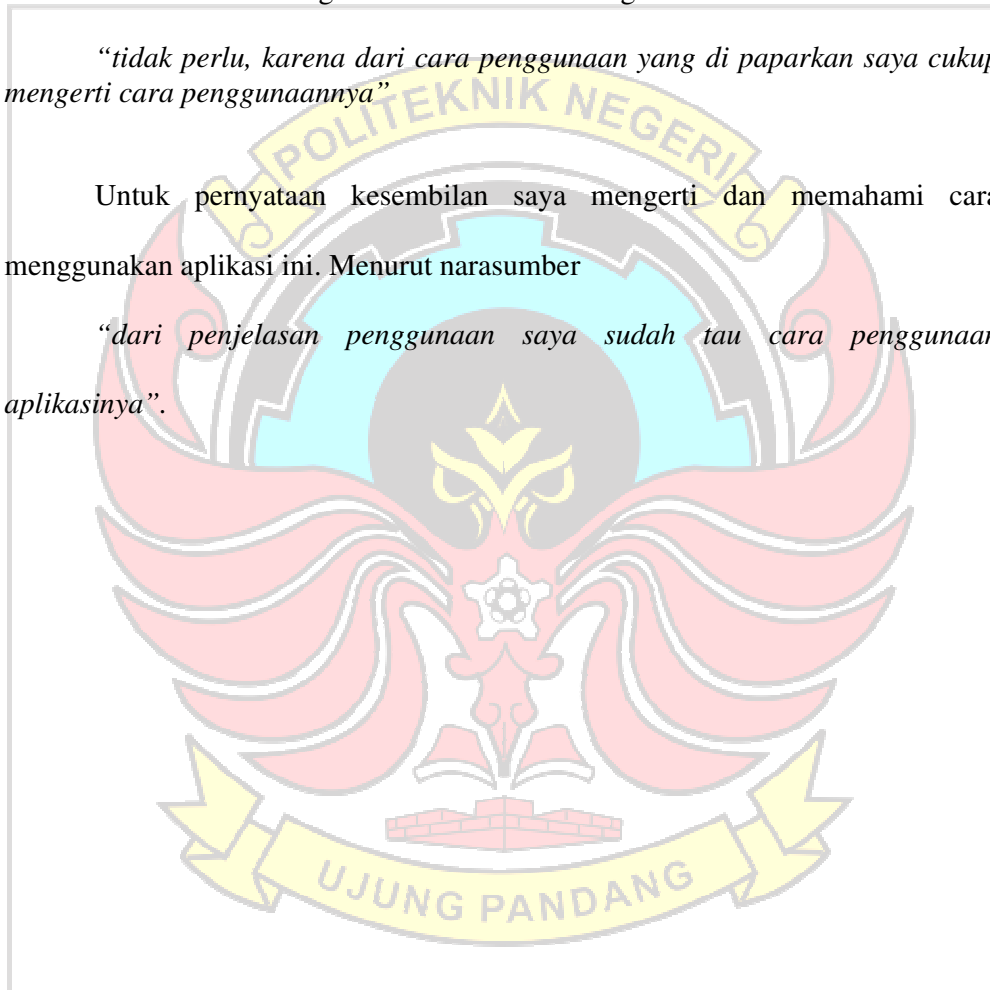 “tidak perlu, karena dari cara penggunaan yang di paparkan saya cukup
mengerti cara penggunaannya”
POLITEKNIK NEGERI
Untuk pernyataan kesembilan saya mengerti dan memahami cara
menggunakan aplikasi ini. Menurut narasumber
“dari penjelasan penggunaan saya sudah tau cara penggunaan
aplikasinya”.
UJUNG PANDANG